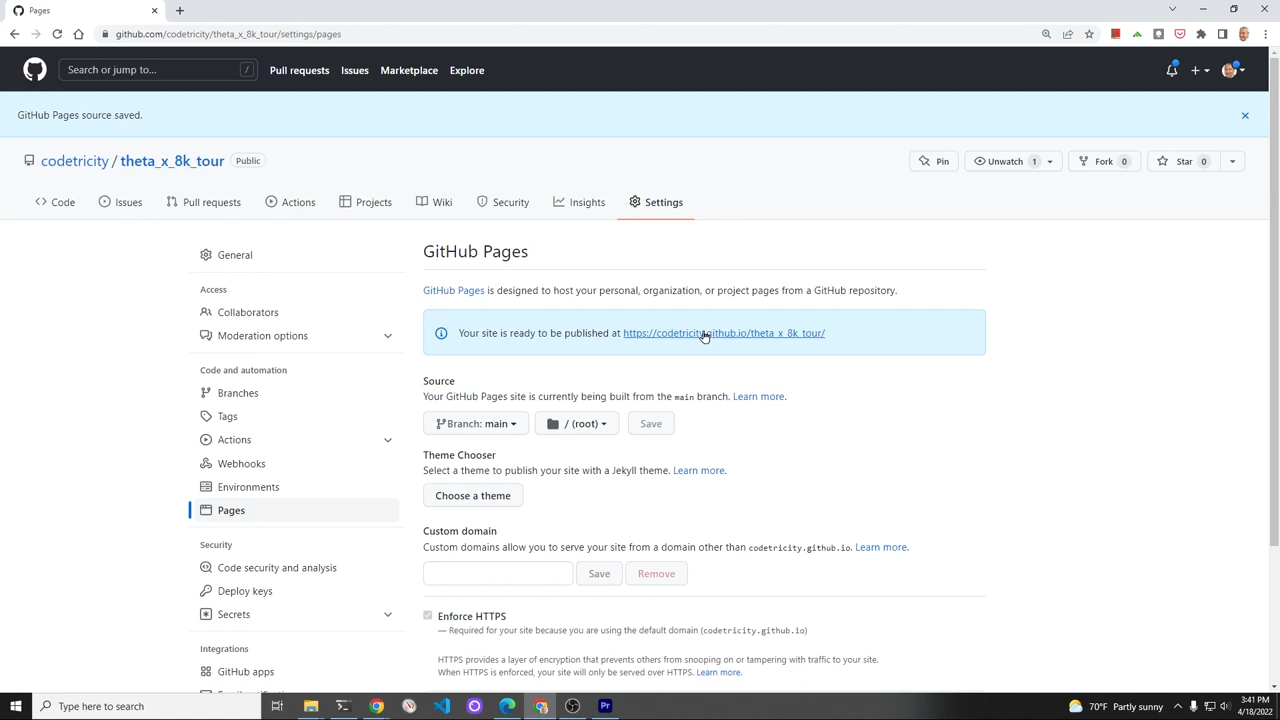 Pages
github.com/codetricity/theta_x_8k_tour/settings/pages
Search or jump to... /
Pull requests Issues Marketplace Explore
GitHub Pages source saved.
codetricity / theta_x_8k_tour Public
Pin Unwatch 1 Fork 0 Star 0
Code Issues Pull requests Actions Projects Wiki Security Insights Settings
General
Access
Collaborators
Moderation options
Code and automation
Branches
Tags
Actions
Webhooks
Environments
Pages
Security
Code security and analysis
Deploy keys
Secrets
Integrations
GitHub apps
GitHub Pages
GitHub Pages is designed to host your personal, organization, or project pages from a GitHub repository.
Your site is ready to be published at https://codetricity.github.io/theta_x_8k_tour/
Source
Your GitHub Pages site is currently being built from the main branch. Learn more.
Branch: main / (root) Save
Theme Chooser
Select a theme to publish your site with a Jekyll theme. Learn more.
Choose a theme
Custom domain
Custom domains allow you to serve your site from a domain other than codetricity.github.io. Learn more.
Save Remove
Enforce HTTPS
— Required for your site because you are using the default domain (codetricity.github.io)
HTTPS provides a layer of encryption that prevents others from snooping on or tampering with traffic to your site.
When HTTPS is enforced, your site will only be served over HTTPS. Learn more.
Type here to search
Pr
70°F Partly sunny
3:41 PM
4/18/2022